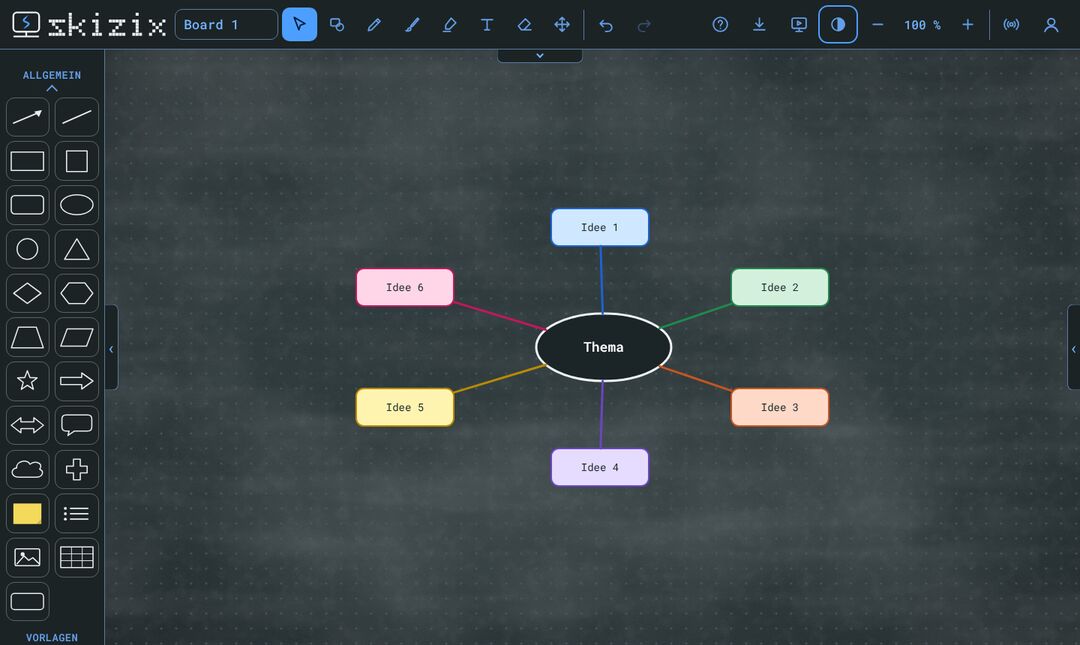 skizix
Board 1
100 %
ALLGEMEIN
Idee 1
Idee 6
Idee 2
Thema
Idee 5
Idee 3
Idee 4
VORLAGEN